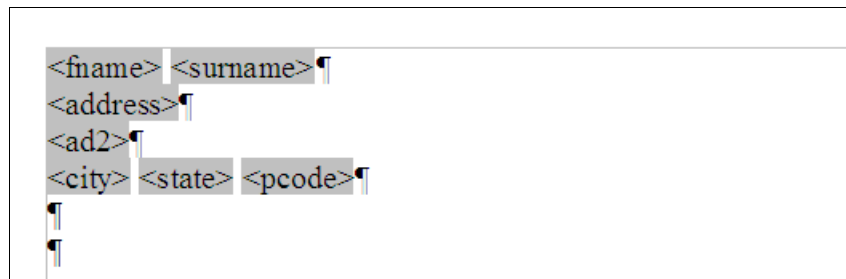 <fname> <surname>¶
<address>¶
<ad2>¶
<city> <state> <pcode>¶
¶
¶